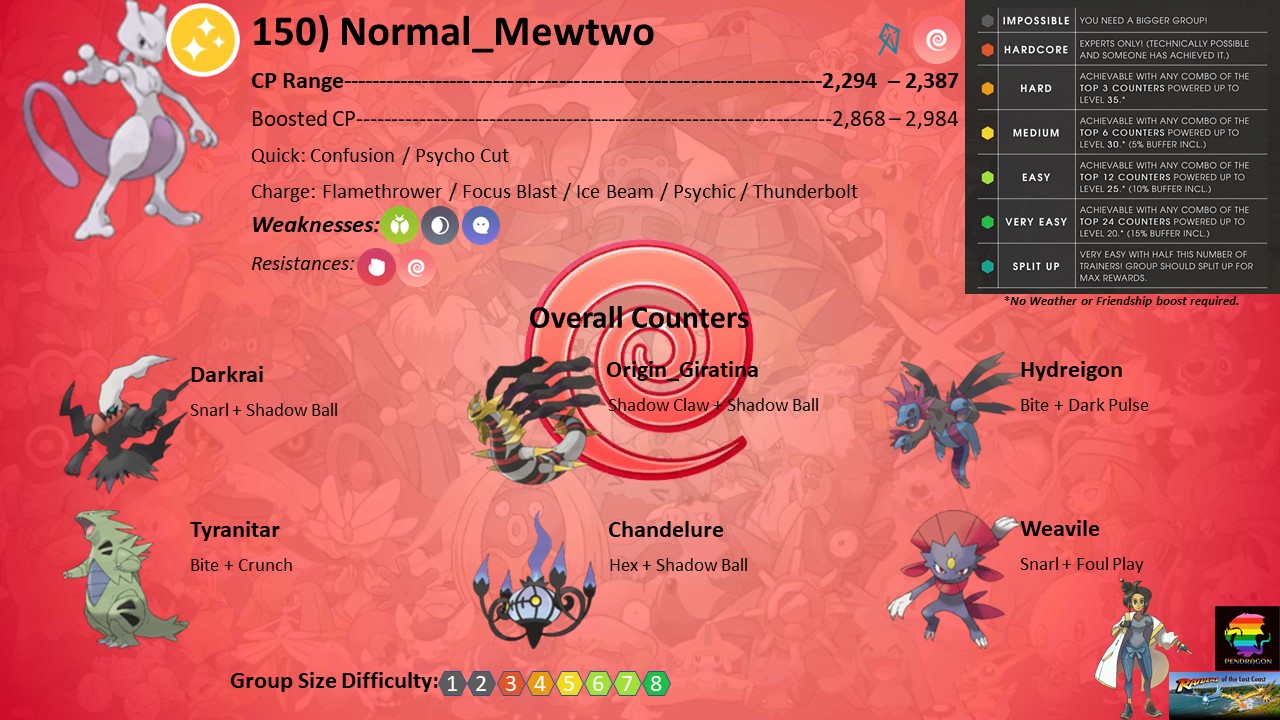 150) Normal_Mewtwo
CP Range--------------------------------------------------------------------2,294 – 2,387
Boosted CP--------------------------------------------------------------------2,868 – 2,984
Quick: Confusion / Psycho Cut
Charge: Flamethrower / Focus Blast / Ice Beam / Psychic / Thunderbolt
Weaknesses:
Resistances:
IMPOSSIBLE YOU NEED A BIGGER GROUP!
HARDCORE EXPERTS ONLY! (TECHNICALLY POSSIBLE
AND SOMEONE HAS ACHIEVED IT.)
HARD ACHIEVABLE WITH ANY COMBO OF THE
TOP 3 COUNTERS POWERED UP TO
LEVEL 35.*
MEDIUM ACHIEVABLE WITH ANY COMBO OF THE
TOP 6 COUNTERS POWERED UP TO
LEVEL 30.* (5% BUFFER INCL.)
EASY ACHIEVABLE WITH ANY COMBO OF THE
TOP 12 COUNTERS POWERED UP TO
LEVEL 25.* (10% BUFFER INCL.)
VERY EASY ACHIEVABLE WITH ANY COMBO OF THE
TOP 24 COUNTERS POWERED UP TO
LEVEL 20.* (15% BUFFER INCL.)
SPLIT UP VERY EASY WITH HALF THIS NUMBER OF
TRAINERS! GROUP SHOULD SPLIT UP FOR
MAX REWARDS.
*No Weather or Friendship boost required.
Overall Counters
Darkrai
Snarl + Shadow Ball
Origin_Giratina
Shadow Claw + Shadow Ball
Hydreigon
Bite + Dark Pulse
Tyranitar
Bite + Crunch
Chandelure
Hex + Shadow Ball
Weavile
Snarl + Foul Play
Group Size Difficulty: 1 2 3 4 5 6 7 8
PENDRAGON
RAIDERS of the Lost Coast